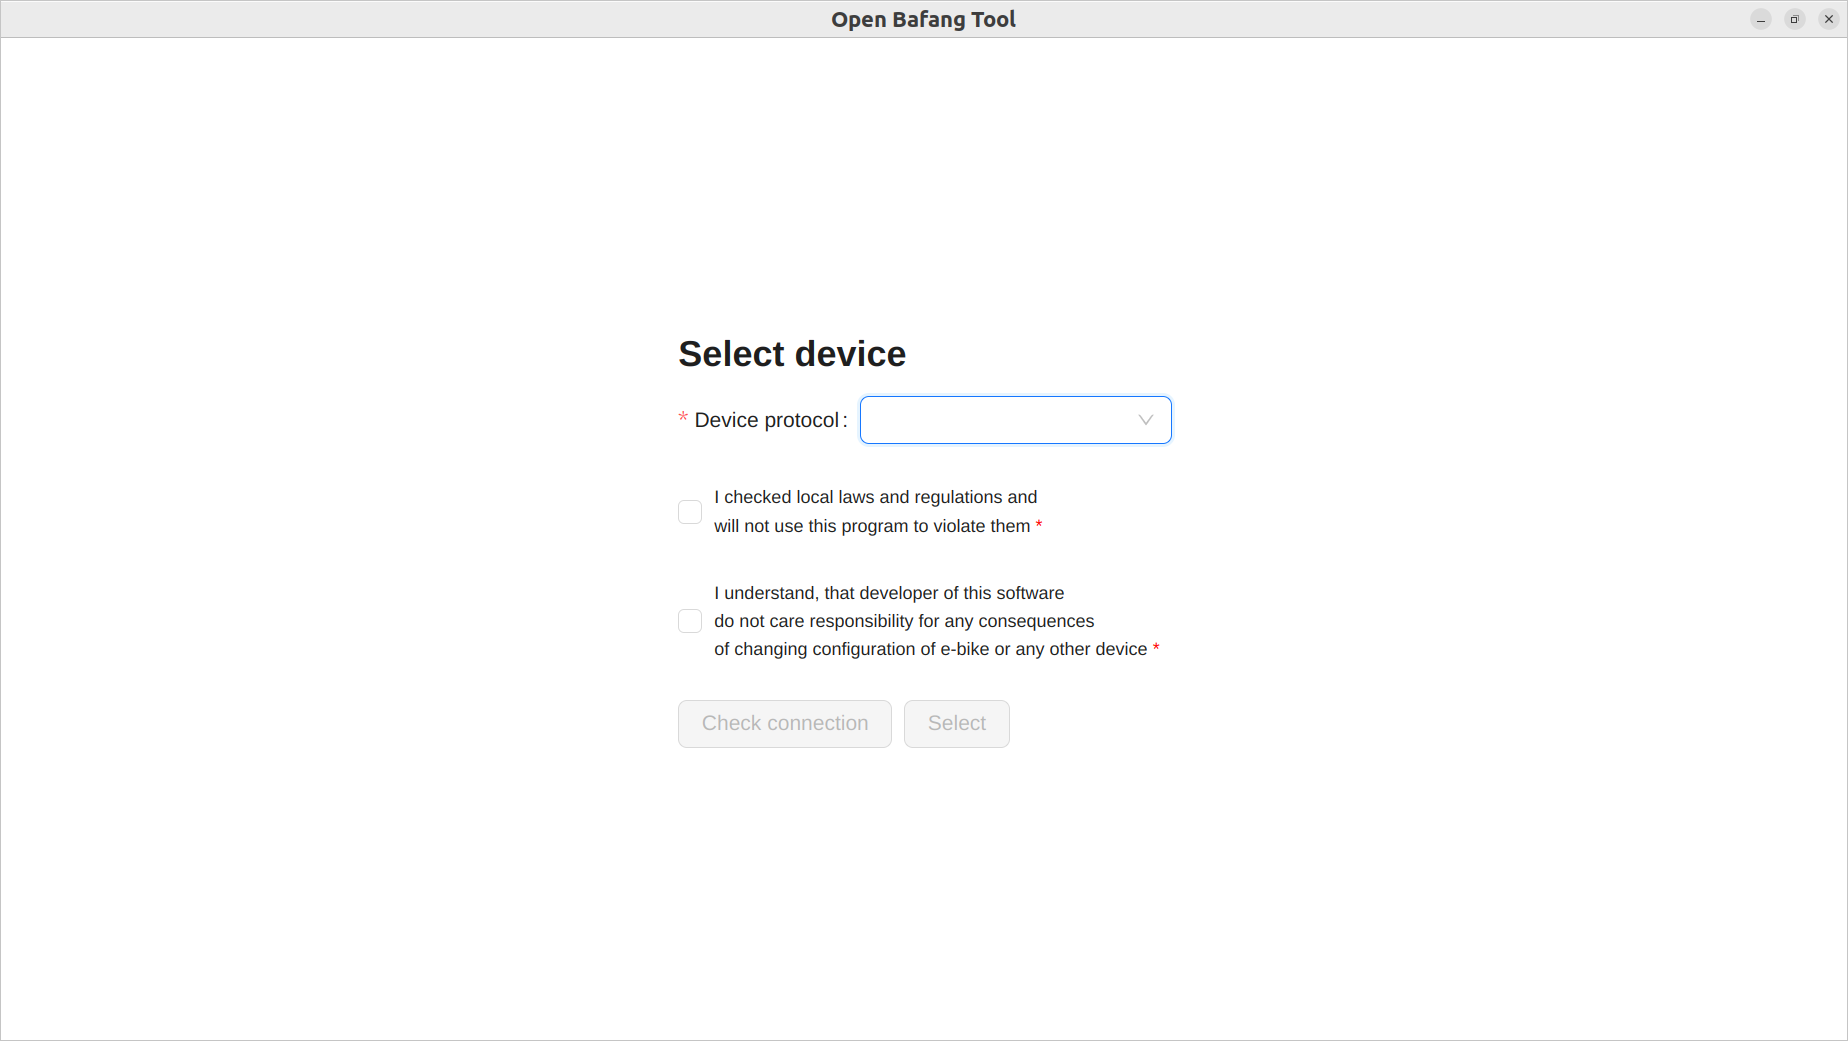 Open Bafang Tool
Select device
* Device protocol:
I checked local laws and regulations and
will not use this program to violate them *
I understand, that developer of this software
do not care responsibility for any consequences
of changing configuration of e-bike or any other device *
Check connection Select